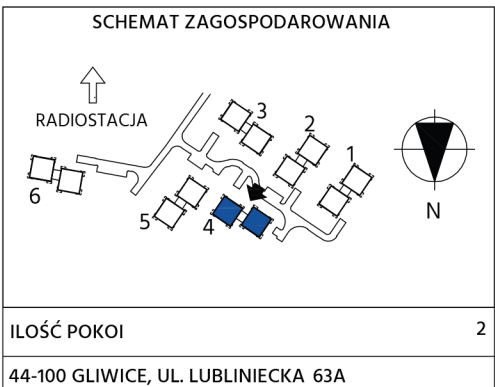 SCHEMAT ZAGOSPODAROWANIA
RADIOSTACJA
3
2
1
6
5
4
N
ILOŚĆ POKOI 2
44-100 GLIWICE, UL. LUBLINIECKA 63A